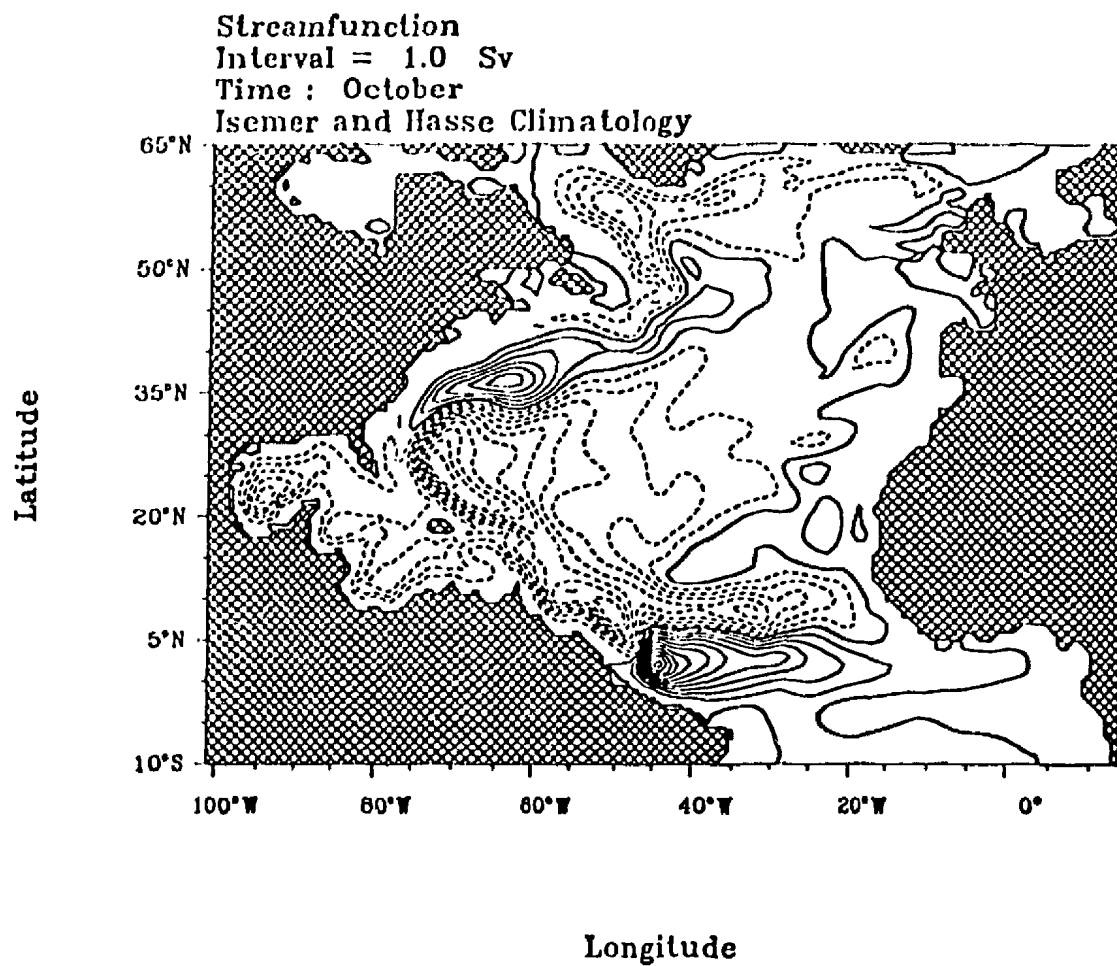 Streamfunction
Interval = 1.0 Sv
Time : October
Isemer and Hasse Climatology
65°N
50°N
35°N
20°N
5°N
10°S
Latitude
100°W
80°W
60°W
40°W
20°W
0°
Longitude